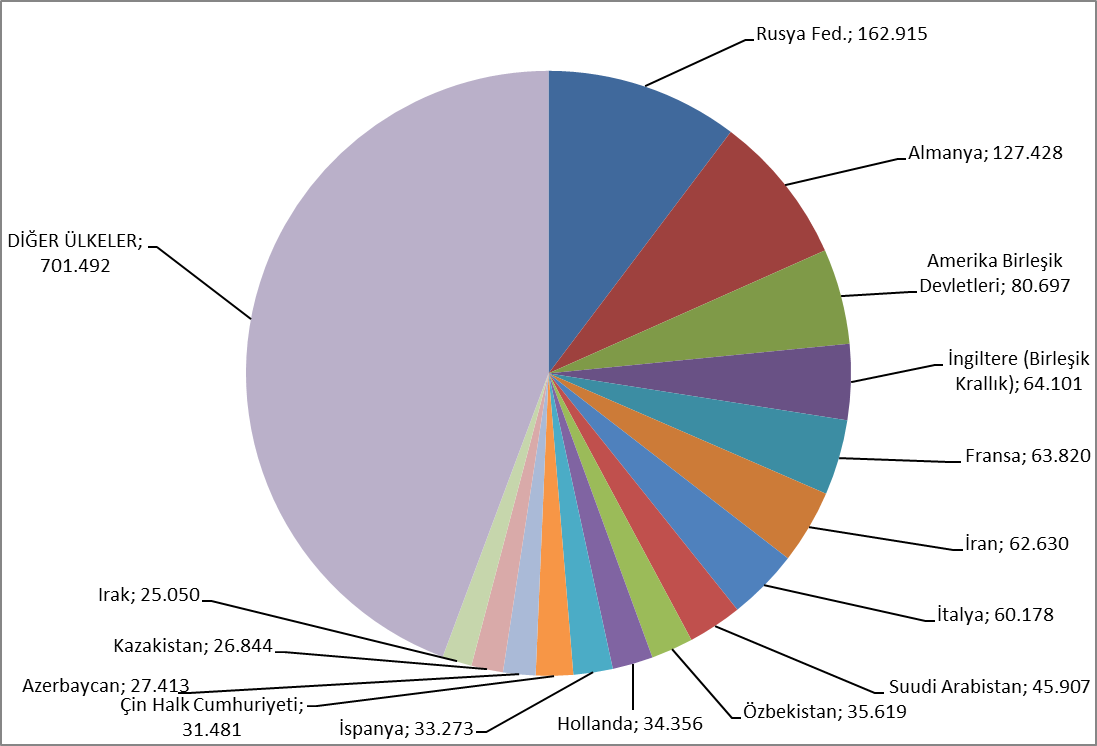 Rusya Fed.; 162.915
Almanya; 127.428
Amerika Birleşik
Devletleri; 80.697
İngiltere (Birleşik
Krallık); 64.101
Fransa; 63.820
İran; 62.630
İtalya; 60.178
Suudi Arabistan; 45.907
Özbekistan; 35.619
Hollanda; 34.356
İspanya; 33.273
Çin Halk Cumhuriyeti;
31.481
Azerbaycan; 27.413
Kazakistan; 26.844
Irak; 25.050
DİĞER ÜLKELER;
701.492